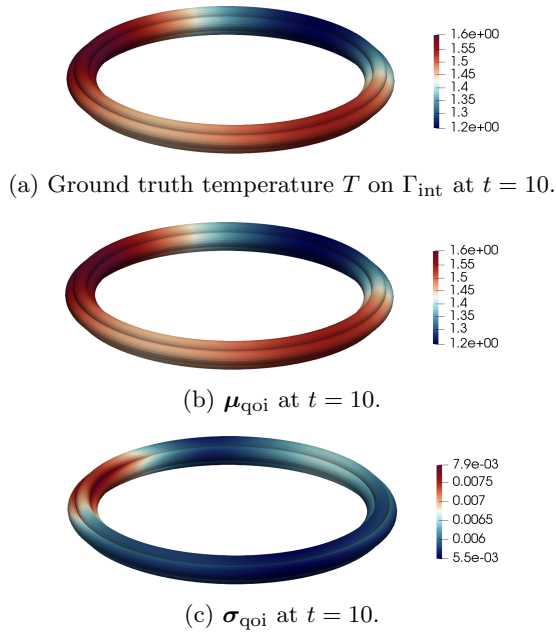 1.6e+00
1.55
1.5
1.45
1.4
1.35
1.3
1.2e+00
(a) Ground truth temperature T on Γint at t = 10.
1.6e+00
1.55
1.5
1.45
1.4
1.35
1.3
1.2e+00
(b) μqoi at t = 10.
7.9e-03
0.0075
0.007
0.0065
0.006
5.5e-03
(c) σqoi at t = 10.